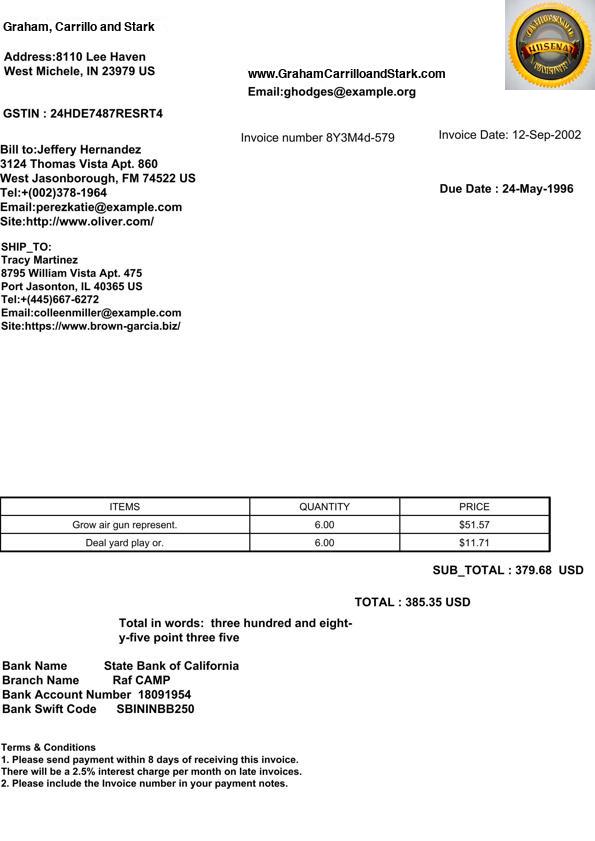 Graham, Carrillo and Stark
Address:8110 Lee Haven
West Michele, IN 23979 US
www.GrahamCarrilloandStark.com
Email:ghodges@example.org
GSTIN : 24HDE7487RESRT4
Invoice number 8Y3M4d-579
Invoice Date: 12-Sep-2002
Bill to:Jeffery Hernandez
3124 Thomas Vista Apt. 860
West Jasonborough, FM 74522 US
Tel:+(002)378-1964
Email:perezkatie@example.com
Site:http://www.oliver.com/
Due Date : 24-May-1996
SHIP_TO:
Tracy Martinez
8795 William Vista Apt. 475
Port Jasonton, IL 40365 US
Tel:+(445)667-6272
Email:colleenmiller@example.com
Site:https://www.brown-garcia.biz/
ITEMS QUANTITY PRICE
Grow air gun represent. 6.00 $51.57
Deal yard play or. 6.00 $11.71
SUB_TOTAL : 379.68 USD
TOTAL : 385.35 USD
Total in words: three hundred and eight-
y-five point three five
Bank Name State Bank of California
Branch Name Raf CAMP
Bank Account Number 18091954
Bank Swift Code SBININBB250
Terms & Conditions
1. Please send payment within 8 days of receiving this invoice.
There will be a 2.5% interest charge per month on late invoices.
2. Please include the Invoice number in your payment notes.